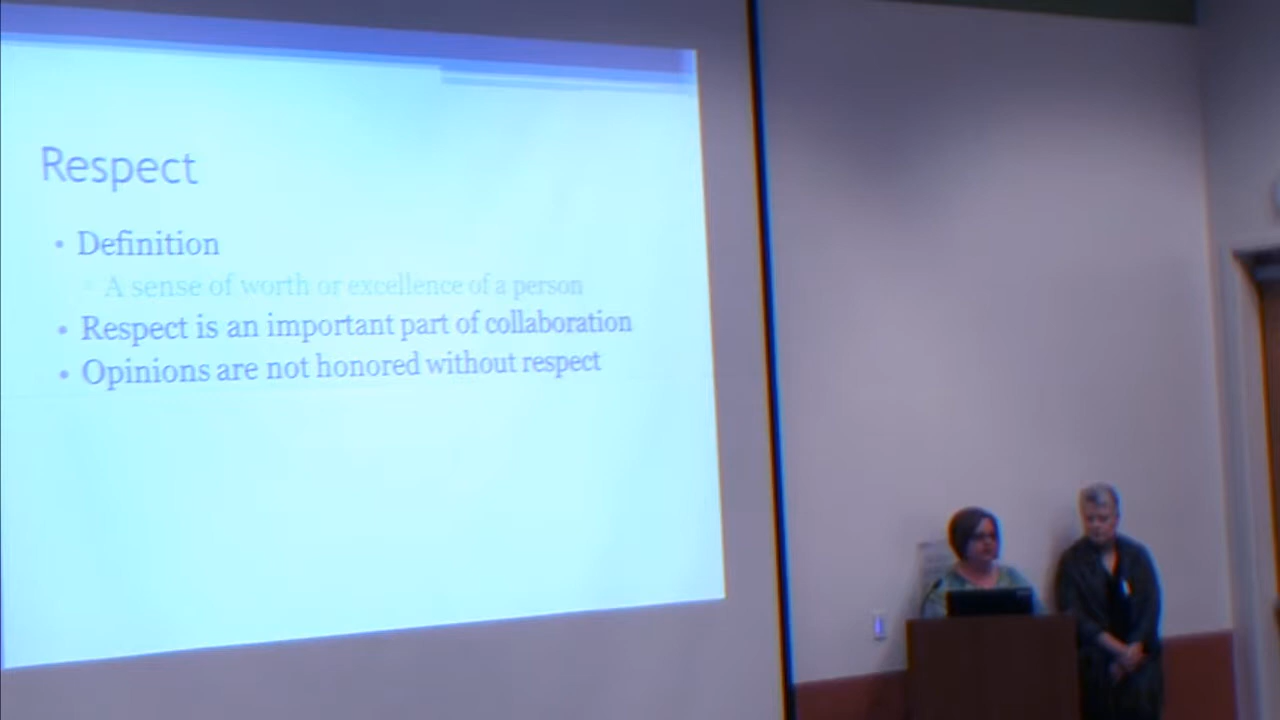 Respect
• Definition
A sense of worth or excellence of a person
• Respect is an important part of collaboration
• Opinions are not honored without respect